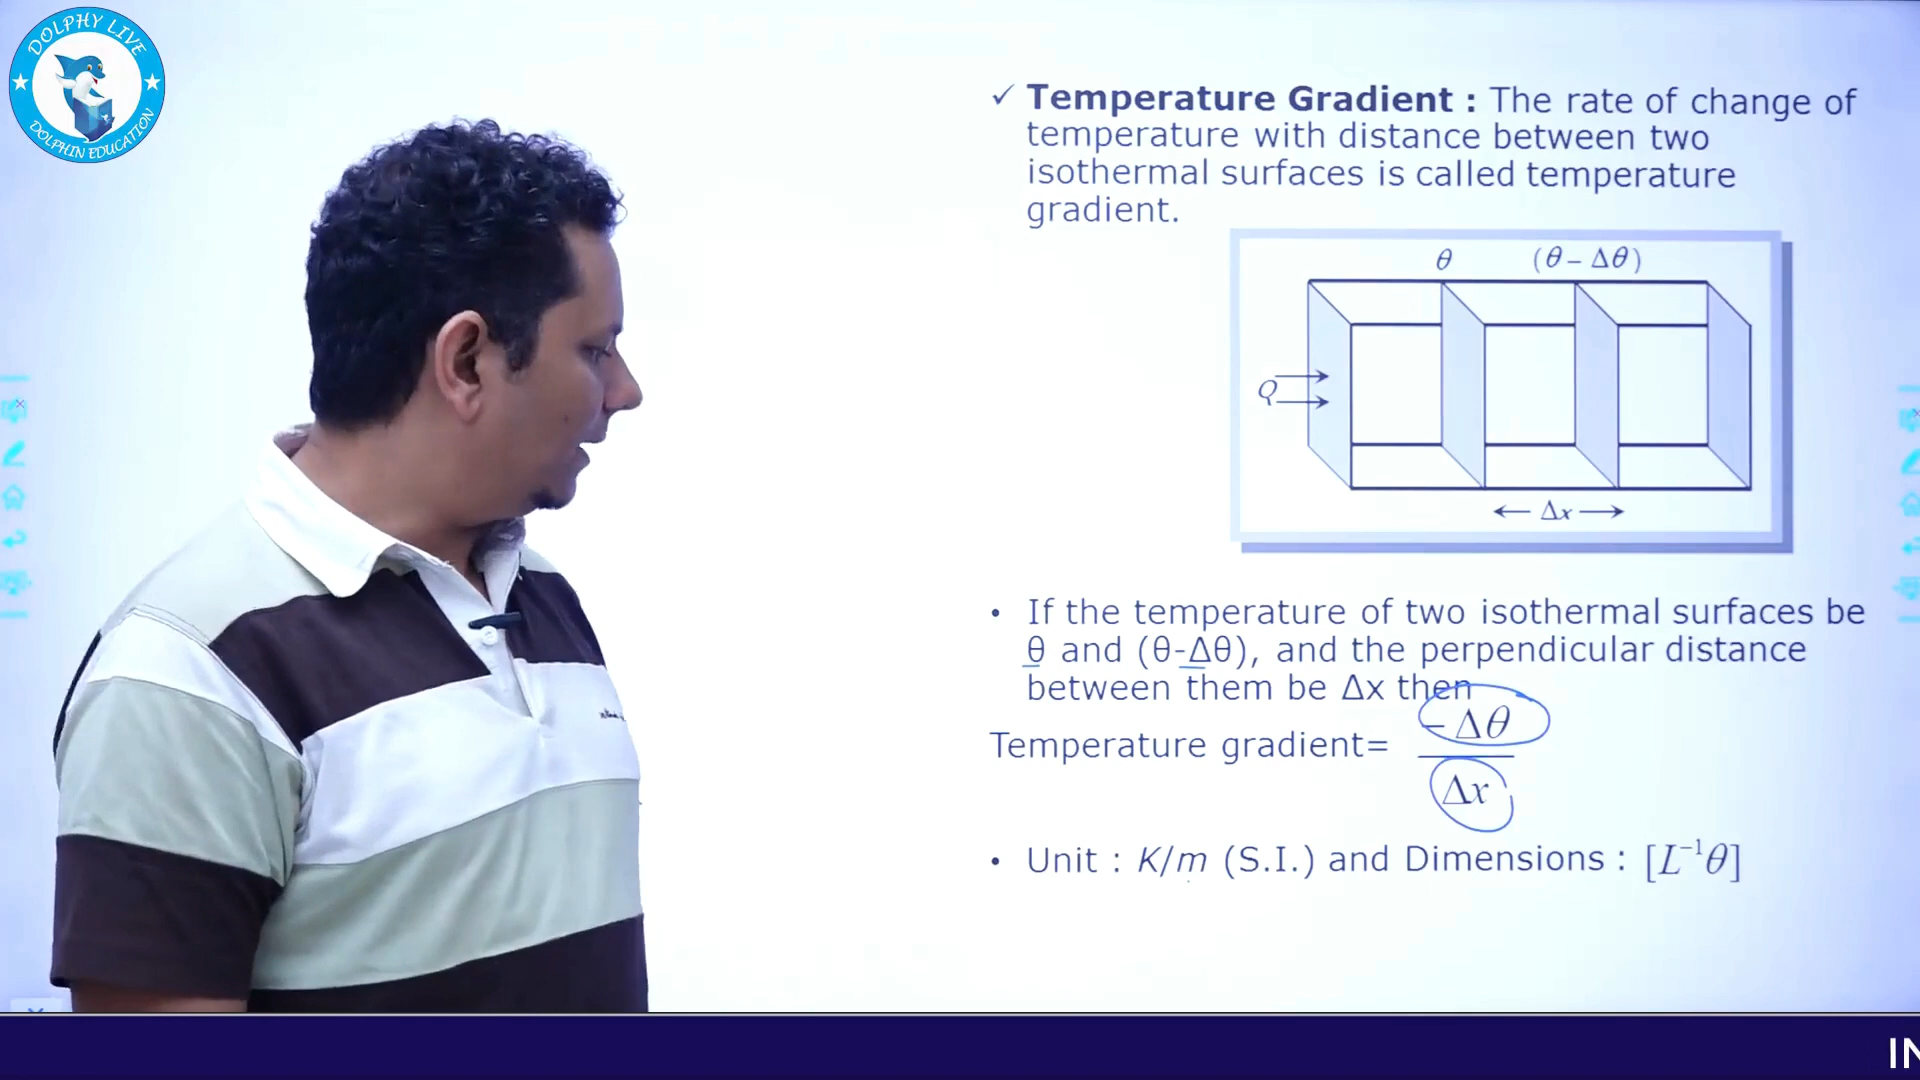 DOLPHY LIVE
DOLPHIN EDUCATION
✓ Temperature Gradient : The rate of change of
temperature with distance between two
isothermal surfaces is called temperature
gradient.
θ (θ – Δθ)
Q
← Δx →
• If the temperature of two isothermal surfaces be
θ and (θ-Δθ), and the perpendicular distance
between them be Δx then
Temperature gradient= −Δθ / Δx
• Unit : K/m (S.I.) and Dimensions : [L⁻¹θ]
IN